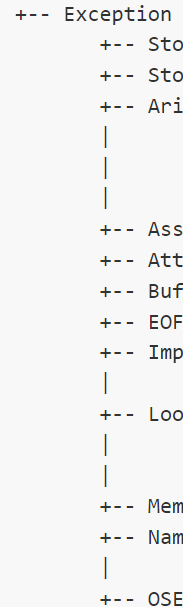 +-- Exception
+-- Sto
+-- Sto
+-- Ari
|
|
|
+-- Ass
+-- Att
+-- Buf
+-- EOF
+-- Imp
|
+-- Loo
|
|
+-- Mem
+-- Nam
|
+-- OSE